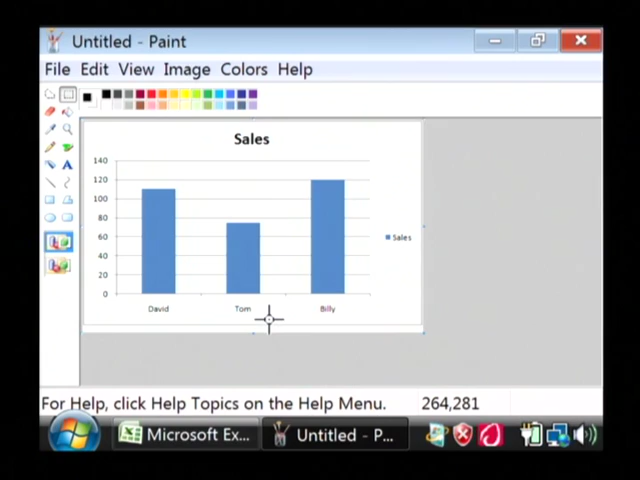 Untitled - Paint
File Edit View Image Colors Help
Sales
140
120
100
80
60
40
20
0
Sales
David Tom Billy
For Help, click Help Topics on the Help Menu. 264,281
Microsoft Ex... Untitled - P...